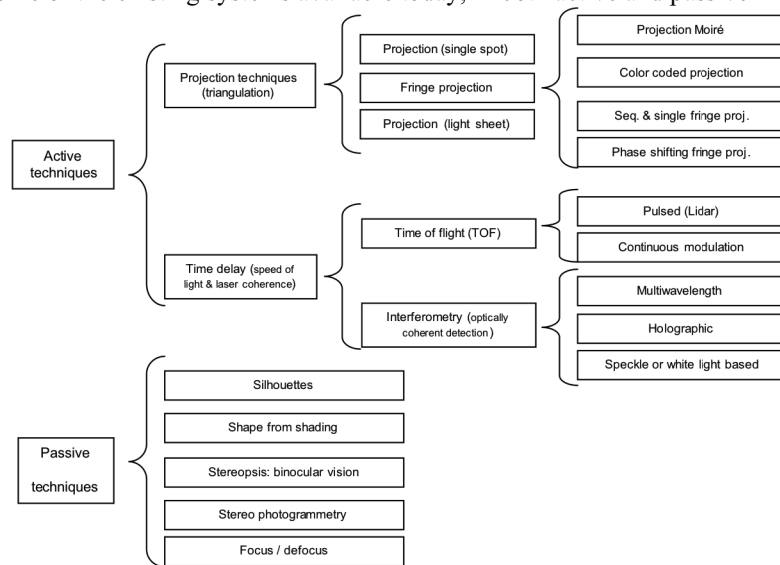 Projection Moiré
Projection (single spot)
Projection techniques
(triangulation)
Color coded projection
Fringe projection
Seq. & single fringe proj.
Projection (light sheet)
Active
techniques
Phase shifting fringe proj.
Pulsed (Lidar)
Time of flight (TOF)
Continuous modulation
Time delay (speed of
light & laser coherence)
Multiwavelength
Interferometry (optically
coherent detection)
Holographic
Speckle or white light based
Silhouettes
Shape from shading
Passive
techniques
Stereopsis: binocular vision
Stereo photogrammetry
Focus / defocus